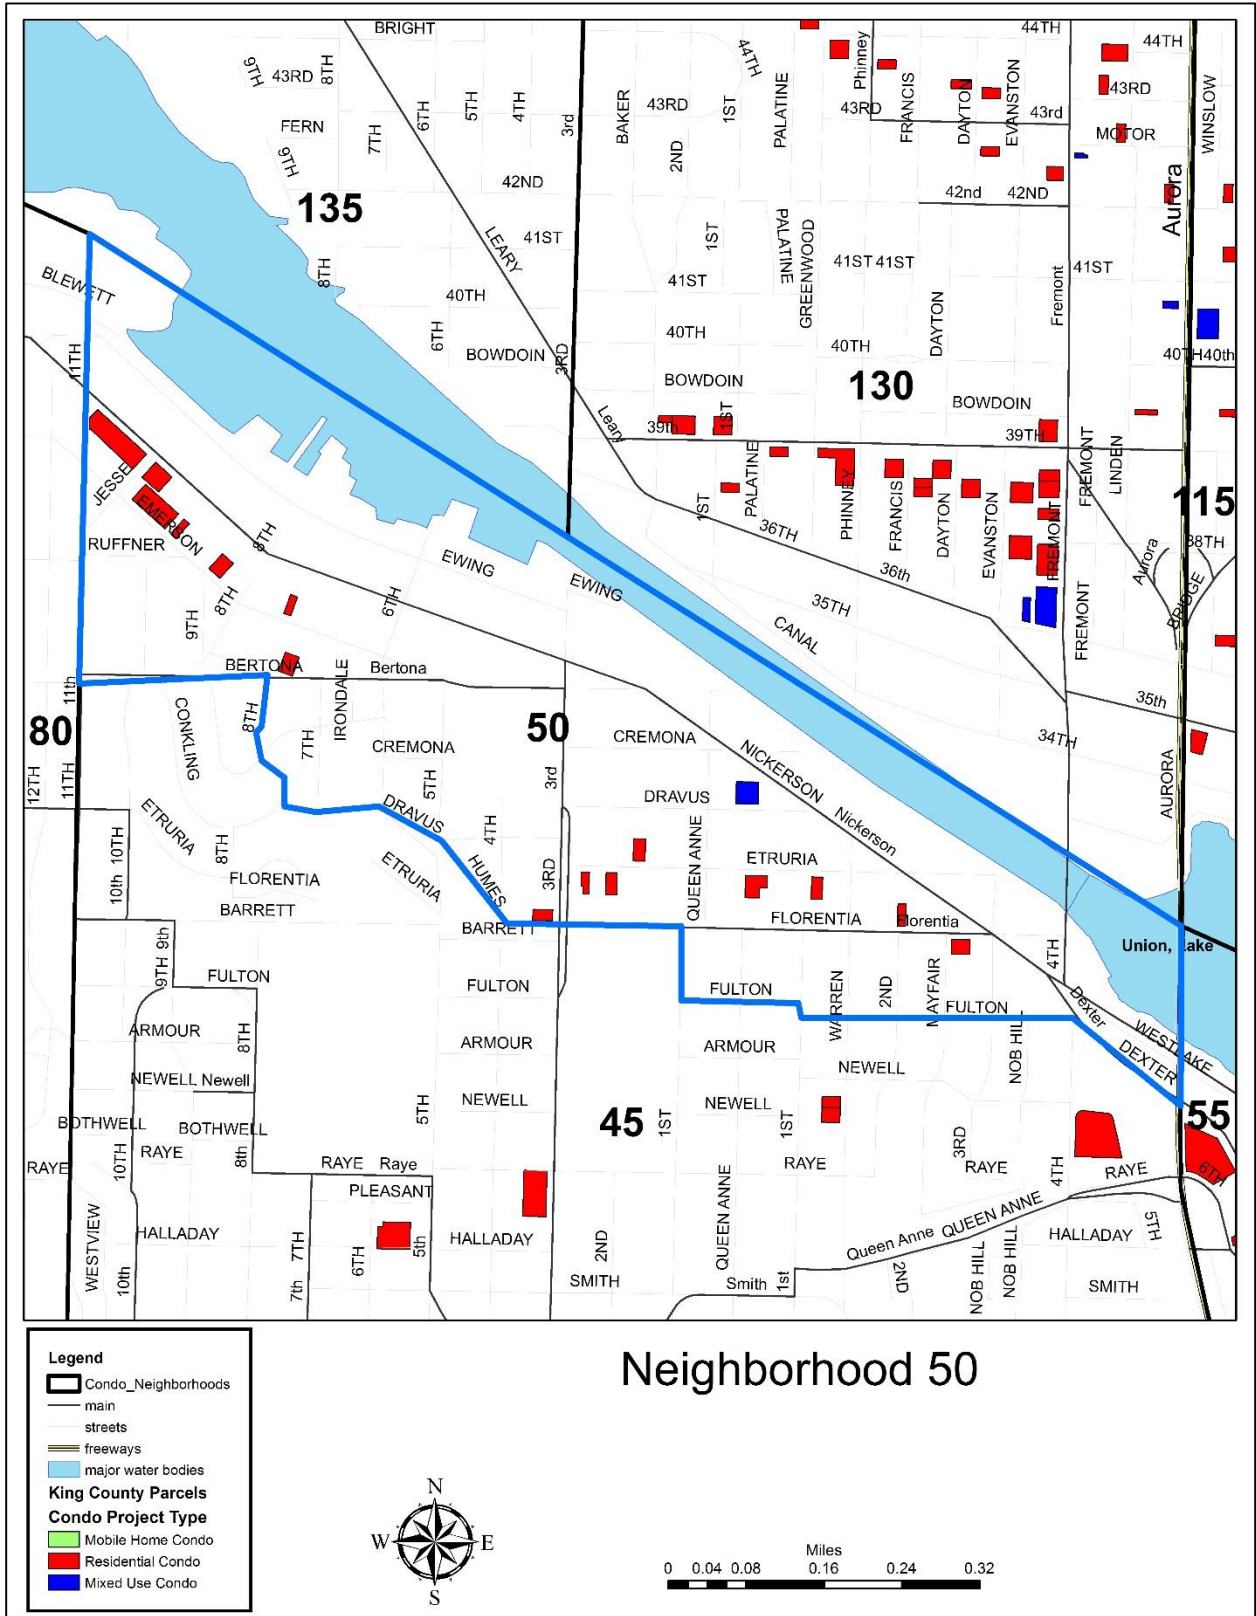 BRIGHT
44TH
44TH
44TH
9TH
43RD
8TH
6TH
5TH
4TH
3rd
BAKER
43RD
1ST
PALATINE
Phinney
43RD
FRANCIS
DAYTON
EVANSTON
43rd
43RD
MOTOR
WINSLOW
FERN
7TH
9TH
2ND
42ND
42nd
42ND
135
Aurora
LEARY
41ST
1ST
PALATINE
GREENWOOD
41ST
41ST
41ST
8TH
41ST
BLEWETT
40TH
Fremont
6TH
40TH
DAYTON
11TH
BOWDOIN
3RD
40TH
40TH
40th
BOWDOIN
130
BOWDOIN
Leary
39th
1ST
39TH
FREMONT
LINDEN
JESSE
EMERSON
RUFFNER
8TH
1ST
PALATINE
36TH
PHINNEY
FRANCIS
DAYTON
EVANSTON
FREMONT
115
38TH
Aurora
BRIDGE
EWING
EWING
36th
35TH
CANAL
FREMONT
8TH
9TH
6TH
BERTONA
Bertona
11th
IRONDALE
35th
80
CONKLING
8TH
7TH
CREMONA
50
CREMONA
NICKERSON
34TH
12TH
11TH
5TH
3rd
DRAVUS
AURORA
ETRURIA
10TH
8TH
DRAVUS
4TH
Nickerson
QUEEN ANNE
ETRURIA
10th
FLORENTIA
ETRURIA
HUMES
3RD
BARRETT
BARRETT
FLORENTIA
Florentia
9th
4TH
Union, Lake
9TH
FULTON
FULTON
FULTON
WARREN
2ND
MAYFAIR
FULTON
Dexter
WESTLAKE
ARMOUR
8TH
ARMOUR
ARMOUR
NOB HILL
DEXTER
NEWELL
Newell
NEWELL
NEWELL
NEWELL
BOTHWELL
BOTHWELL
5TH
45
1ST
1ST
55
RAYE
10TH
RAYE
8th
RAYE
Raye
RAYE
3RD
RAYE
4TH
RAYE
6TH
PLEASANT
WESTVIEW
HALLADAY
7TH
6TH
5th
HALLADAY
2ND
QUEEN ANNE
Queen Anne
QUEEN ANNE
NOB HILL
NOB HILL
HALLADAY
5TH
10th
7th
SMITH
Smith
1st
2ND
SMITH
Neighborhood 50
Legend
Condo_Neighborhoods
main
streets
freeways
major water bodies
King County Parcels
Condo Project Type
Mobile Home Condo
Residential Condo
Mixed Use Condo
N
W
E
S
Miles
0 0.04 0.08 0.16 0.24 0.32